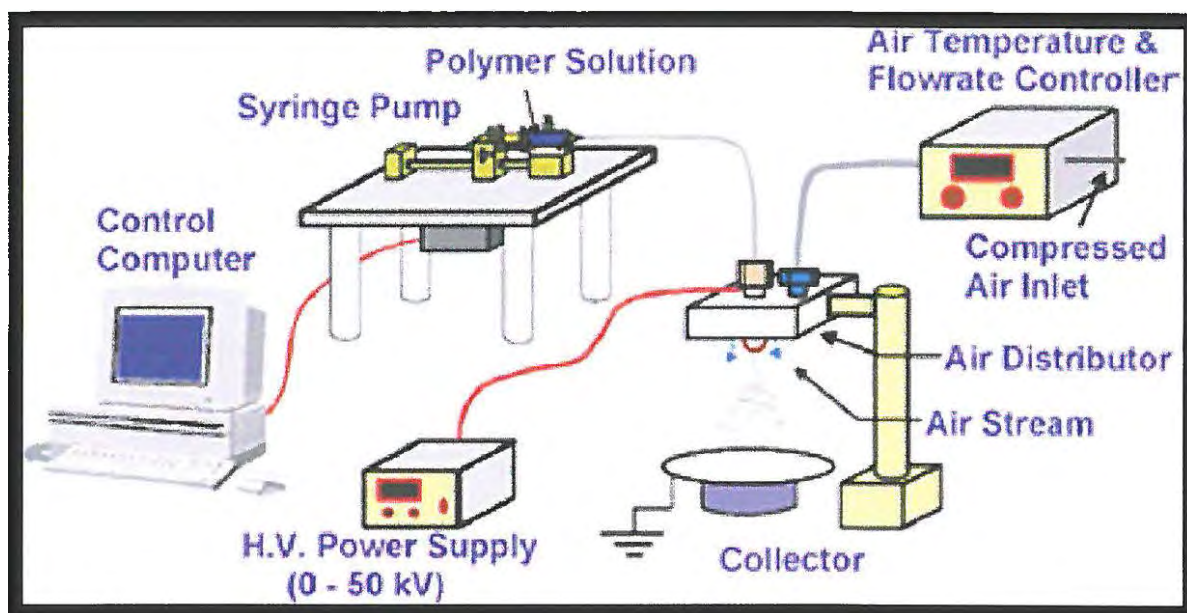 Air Temperature &
Flowrate Controller
Polymer Solution
Syringe Pump
Control
Computer
Compressed
Air Inlet
Air Distributor
Air Stream
H.V. Power Supply
(0 - 50 kV)
Collector